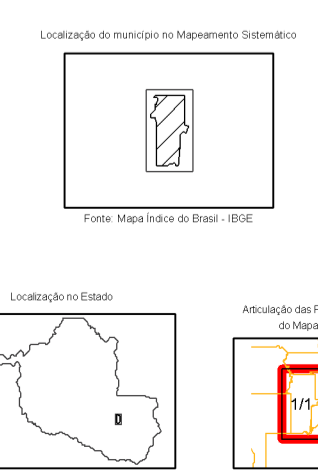 Localização do município no Mapeamento Sistemático
Fonte: Mapa Índice do Brasil - IBGE
Localização no Estado
Articulação das
do Mapa
1/1